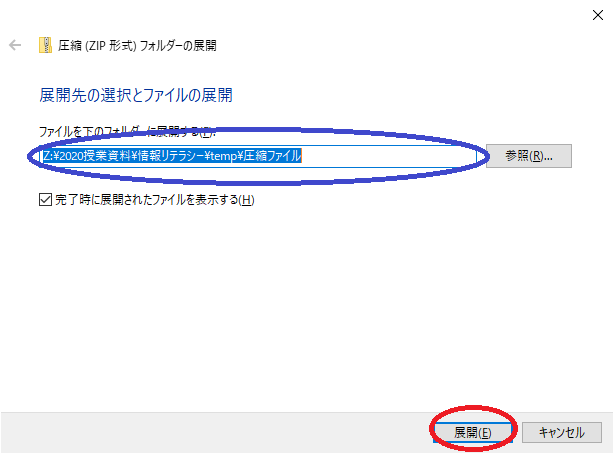 圧縮 (ZIP 形式) フォルダーの展開
展開先の選択とファイルの展開
ファイルを下のフォルダーに展開する(F):
Z:¥2020授業資料¥情報リテラシー¥temp¥圧縮ファイル
参照(R)...
完了時に展開されたファイルを表示する(H)
展開(E)
キャンセル